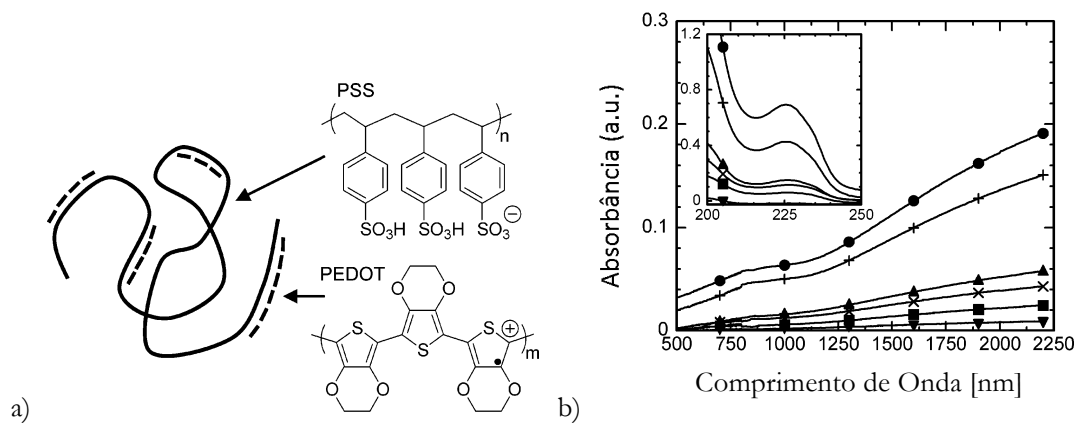 a)
PSS
n
SO₃H SO₃H SO₃⁻
PEDOT
O O
S S ⊕
m
S
O O O O
b)
Absorbância (a.u.)
0.3
0.2
0.1
0
1.2
0.8
0.4
0
200 225 250
500 750 1000 1250 1500 1750 2000 2250
Comprimento de Onda [nm]